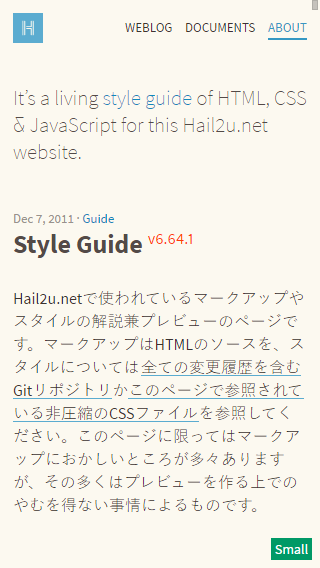 H
WEBLOG DOCUMENTS ABOUT
It's a living style guide of HTML, CSS
& JavaScript for this Hail2u.net
website.
Dec 7, 2011 · Guide
Style Guide v6.64.1
Hail2u.netで使われているマークアップや
スタイルの解説兼プレビューのページで
す。マークアップはHTMLのソースを、ス
タイルについては全ての変更履歴を含む
Gitリポジトリかこのページで参照されて
いる非圧縮のCSSファイルを参照してく
ださい。このページに限ってはマークア
ップにおかしいところが多々あります
が、その多くはプレビューを作る上での
やむを得ない事情によるものです。
Small